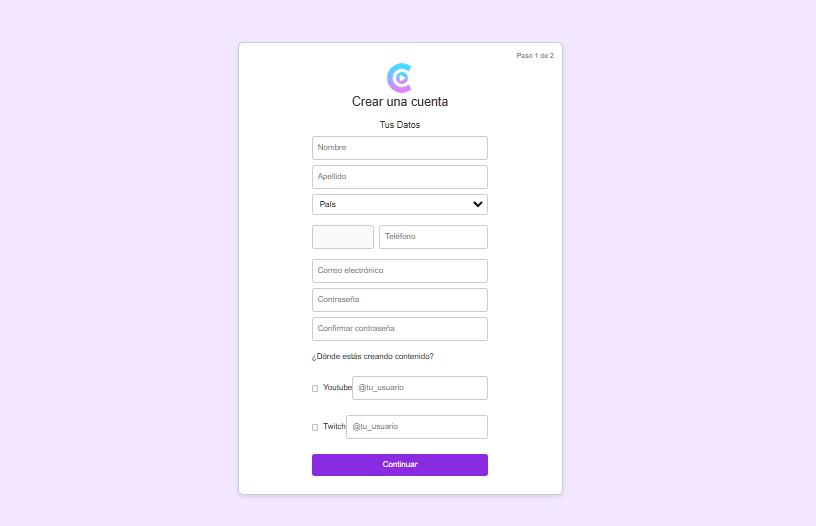 Paso 1 de 2
Crear una cuenta
Tus Datos
Nombre
Apellido
País
Teléfono
Correo electrónico
Contraseña
Confirmar contraseña
¿Dónde estás creando contenido?
Youtube @tu_usuario
Twitch @tu_usuario
Continuar